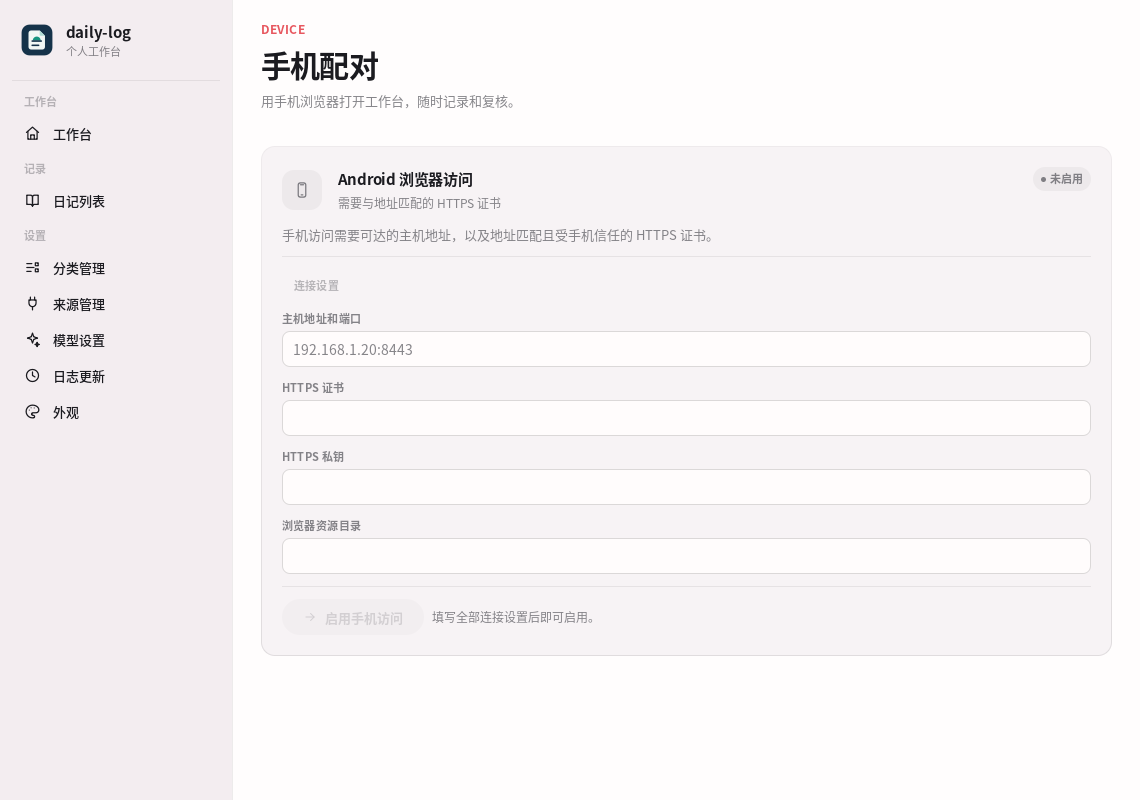 daily-log
个人工作台
工作台
工作台
记录
日记列表
设置
分类管理
来源管理
模型设置
日志更新
外观
DEVICE
手机配对
用手机浏览器打开工作台，随时记录和复核。
Android 浏览器访问
需要与地址匹配的 HTTPS 证书
未启用
手机访问需要可达的主机地址，以及地址匹配且受手机信任的 HTTPS 证书。
连接设置
主机地址和端口
192.168.1.20:8443
HTTPS 证书
HTTPS 私钥
浏览器资源目录
启用手机访问
填写全部连接设置后即可启用。